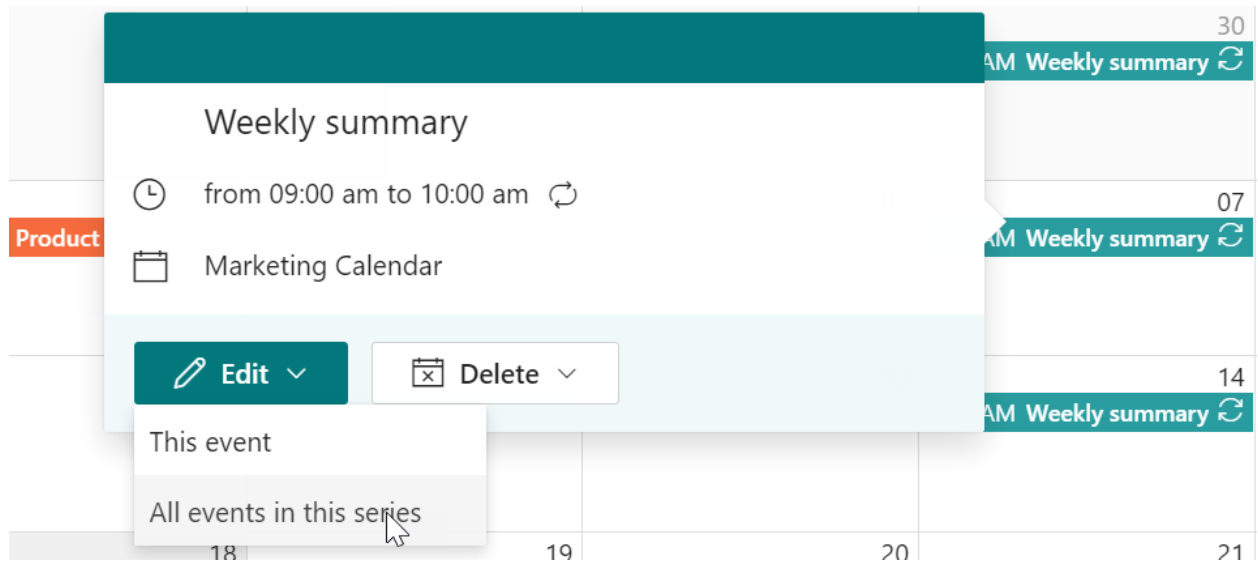 30
AM Weekly summary
Weekly summary
from 09:00 am to 10:00 am
07
Product
AM Weekly summary
Marketing Calendar
Edit
Delete
14
AM Weekly summary
This event
All events in this series
18
19
20
21